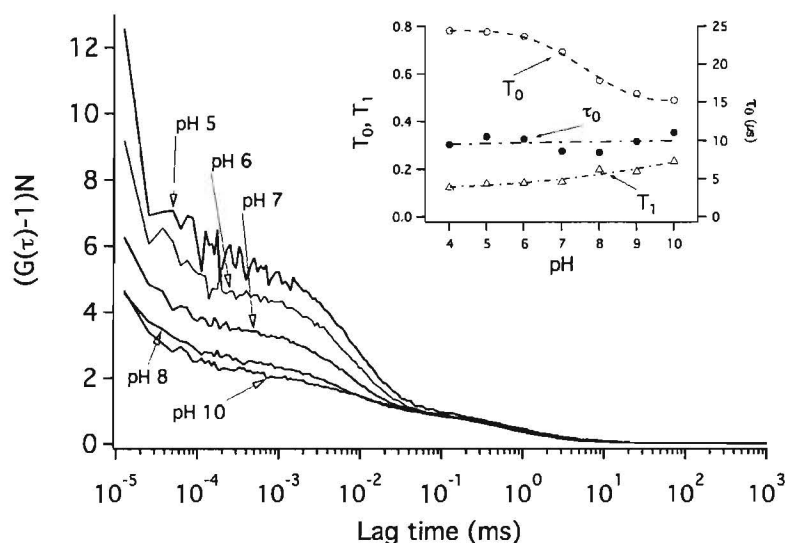 (G(τ)-1)N
12
10
8
6
4
2
0
pH 5
pH 6
pH 7
pH 8
pH 10
10⁻⁵ 10⁻⁴ 10⁻³ 10⁻² 10⁻¹ 10⁰ 10¹ 10² 10³
Lag time (ms)
T₀, T₁
0.8
0.6
0.4
0.2
0.0
T₀
τ₀
T₁
25
20
15
10
5
0
τ₀ (μs)
4 5 6 7 8 9 10
pH